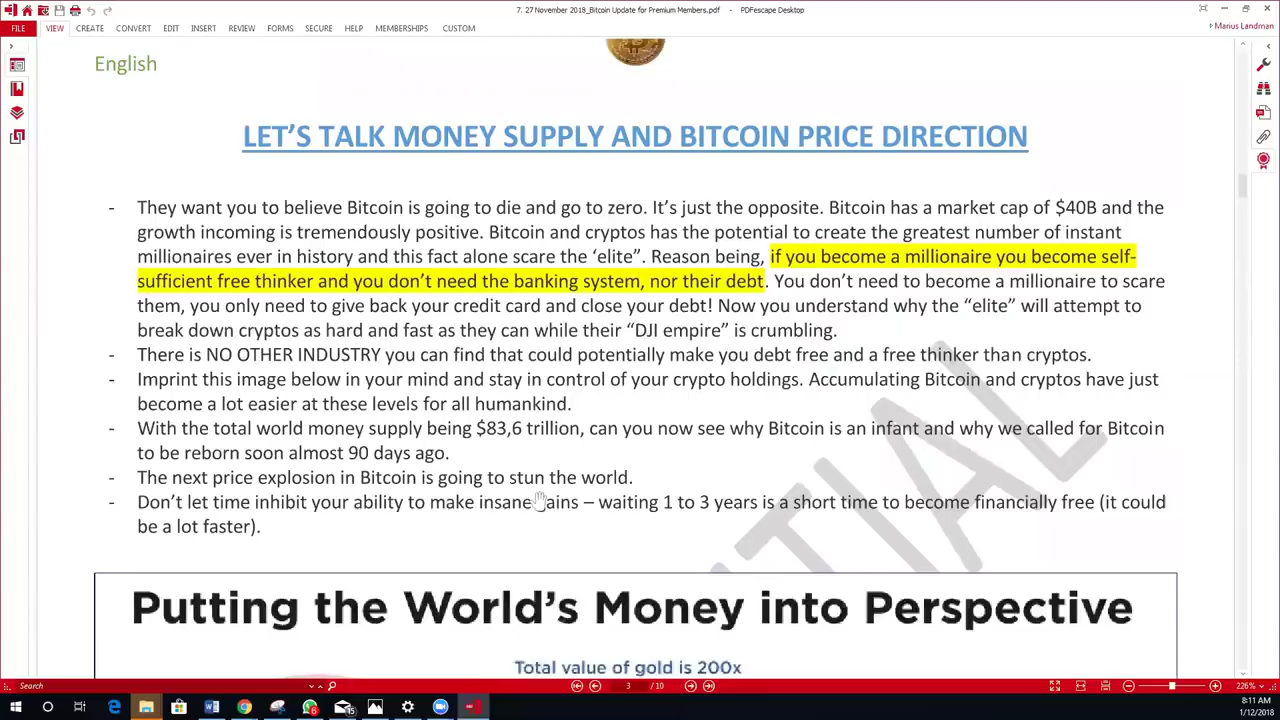 7. 27 November 2018_Bitcoin Update for Premium Members.pdf - PDFescape Desktop
FILE VIEW CREATE CONVERT EDIT INSERT REVIEW FORMS SECURE HELP MEMBERSHIPS CUSTOM Marius Landman
English
LET'S TALK MONEY SUPPLY AND BITCOIN PRICE DIRECTION
- They want you to believe Bitcoin is going to die and go to zero. It's just the opposite. Bitcoin has a market cap of $40B and the
growth incoming is tremendously positive. Bitcoin and cryptos has the potential to create the greatest number of instant
millionaires ever in history and this fact alone scare the 'elite". Reason being, if you become a millionaire you become self-
sufficient free thinker and you don't need the banking system, nor their debt. You don't need to become a millionaire to scare
them, you only need to give back your credit card and close your debt! Now you understand why the "elite" will attempt to
break down cryptos as hard and fast as they can while their "DJI empire" is crumbling.
- There is NO OTHER INDUSTRY you can find that could potentially make you debt free and a free thinker than cryptos.
- Imprint this image below in your mind and stay in control of your crypto holdings. Accumulating Bitcoin and cryptos have just
become a lot easier at these levels for all humankind.
- With the total world money supply being $83,6 trillion, can you now see why Bitcoin is an infant and why we called for Bitcoin
to be reborn soon almost 90 days ago.
- The next price explosion in Bitcoin is going to stun the world.
- Don't let time inhibit your ability to make insane gains – waiting 1 to 3 years is a short time to become financially free (it could
be a lot faster).
Putting the World's Money into Perspective
Total value of gold is 200x
Search 3 / 10 226%
8:11 AM
1/12/2018